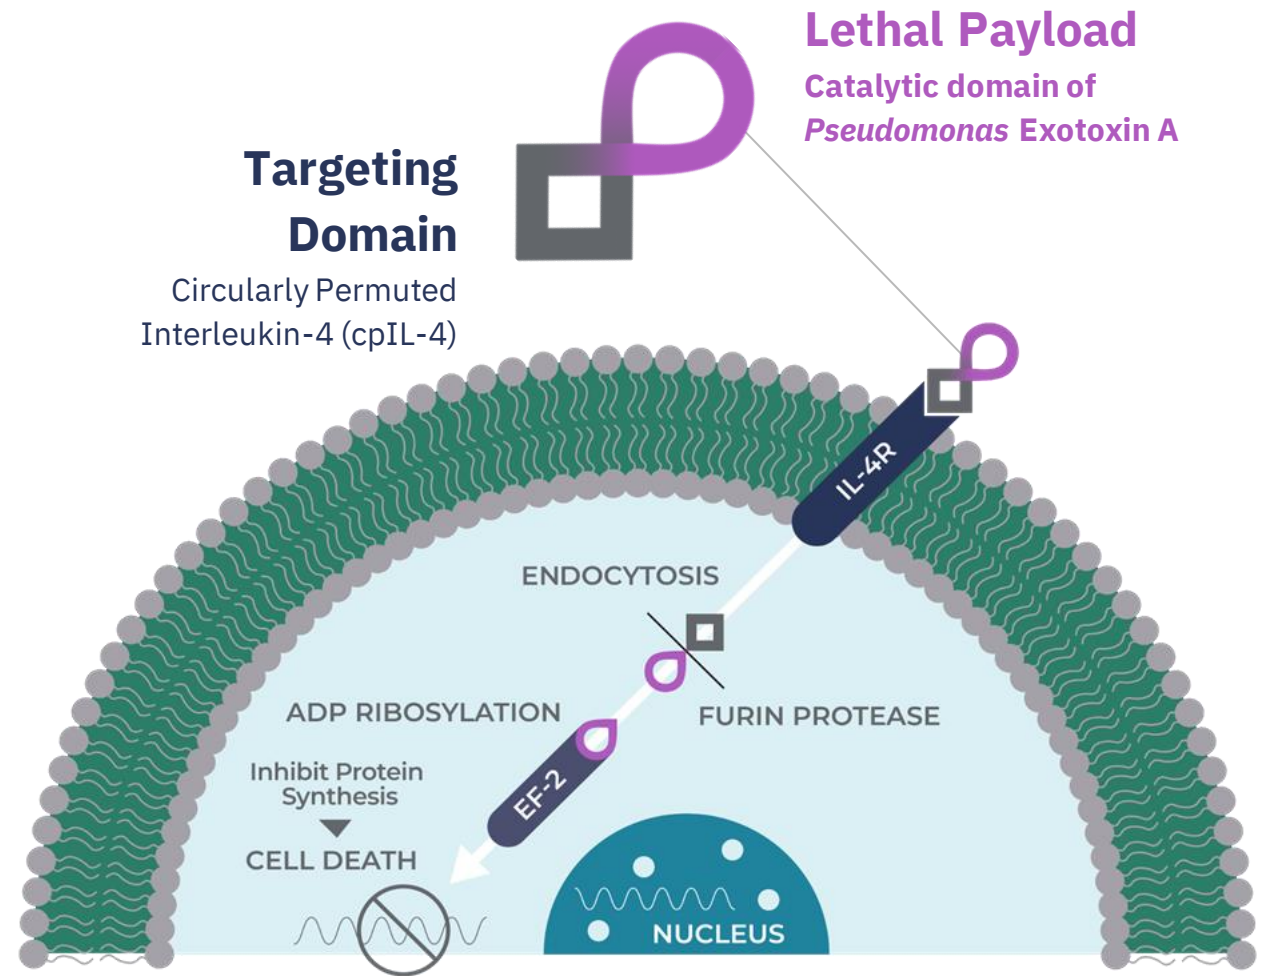 Lethal Payload
Catalytic domain of
Pseudomonas Exotoxin A
Targeting
Domain
Circularly Permuted
Interleukin-4 (cpIL-4)
IL-4R
ENDOCYTOSIS
ADP RIBOSYLATION
FURIN PROTEASE
Inhibit Protein
Synthesis
EF-2
CELL DEATH
NUCLEUS